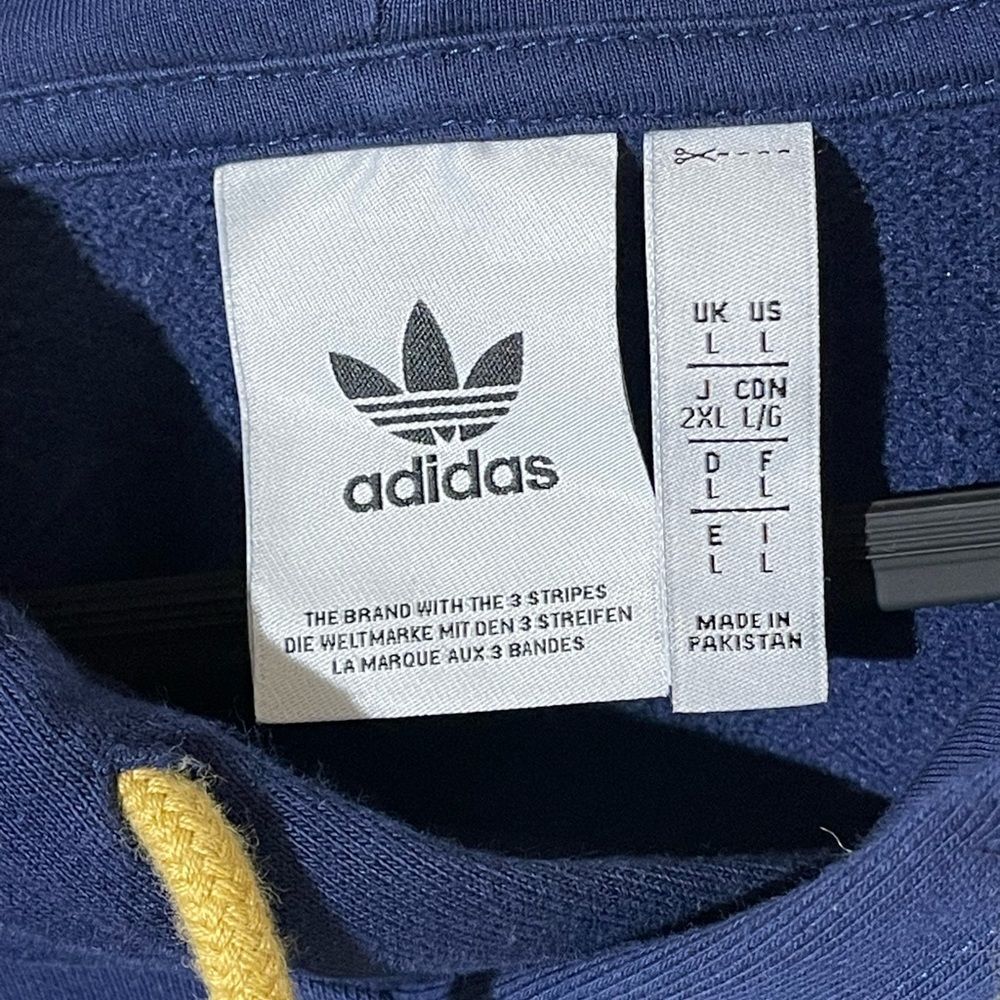 adidas
THE BRAND WITH THE 3 STRIPES
DIE WELTMARKE MIT DEN 3 STREIFEN
LA MARQUE AUX 3 BANDES
UK US
L L
J CDN
2XL L/G
D F
L L
E I
L L
MADE IN
PAKISTAN